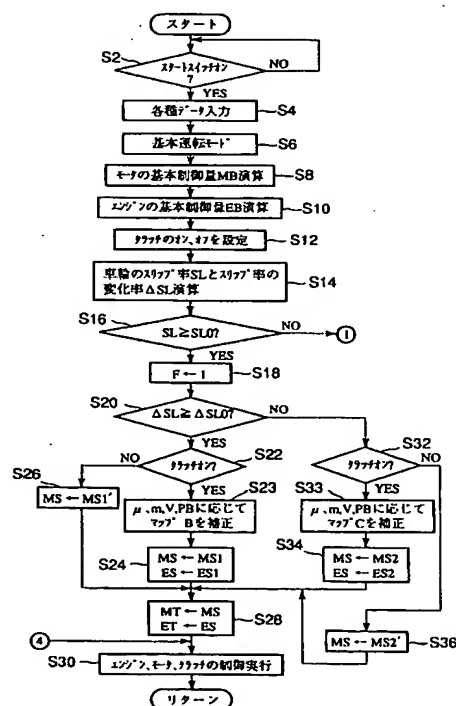 スタート
S2
スタートスイッチオン
?
NO
YES
各種データ入力
S4
基本運転モード
S6
モータの基本制御量MB演算
S8
エンジンの基本制御量EB演算
S10
クラッチのオン、オフを設定
S12
車輪のスリップ率SLとスリップ率の
変化率ΔSL演算
S14
S16
SL≧SL0?
NO
①
YES
F←1
S18
S20
ΔSL≧ΔSL0?
NO
YES
S22
クラッチオン?
NO
YES
S32
クラッチオン?
NO
YES
S26
MS←MS1'
S23
μ、m,V,PBに応じて
マップBを補正
S33
μ、m,V,PBに応じて
マップCを補正
S24
MS←MS1
ES←ES1
S34
MS←MS2
ES←ES2
MT←MS
ET←ES
S28
S36
MS←MS2'
④
S30
エンジン、モータ、クラッチの制御実行
リターン